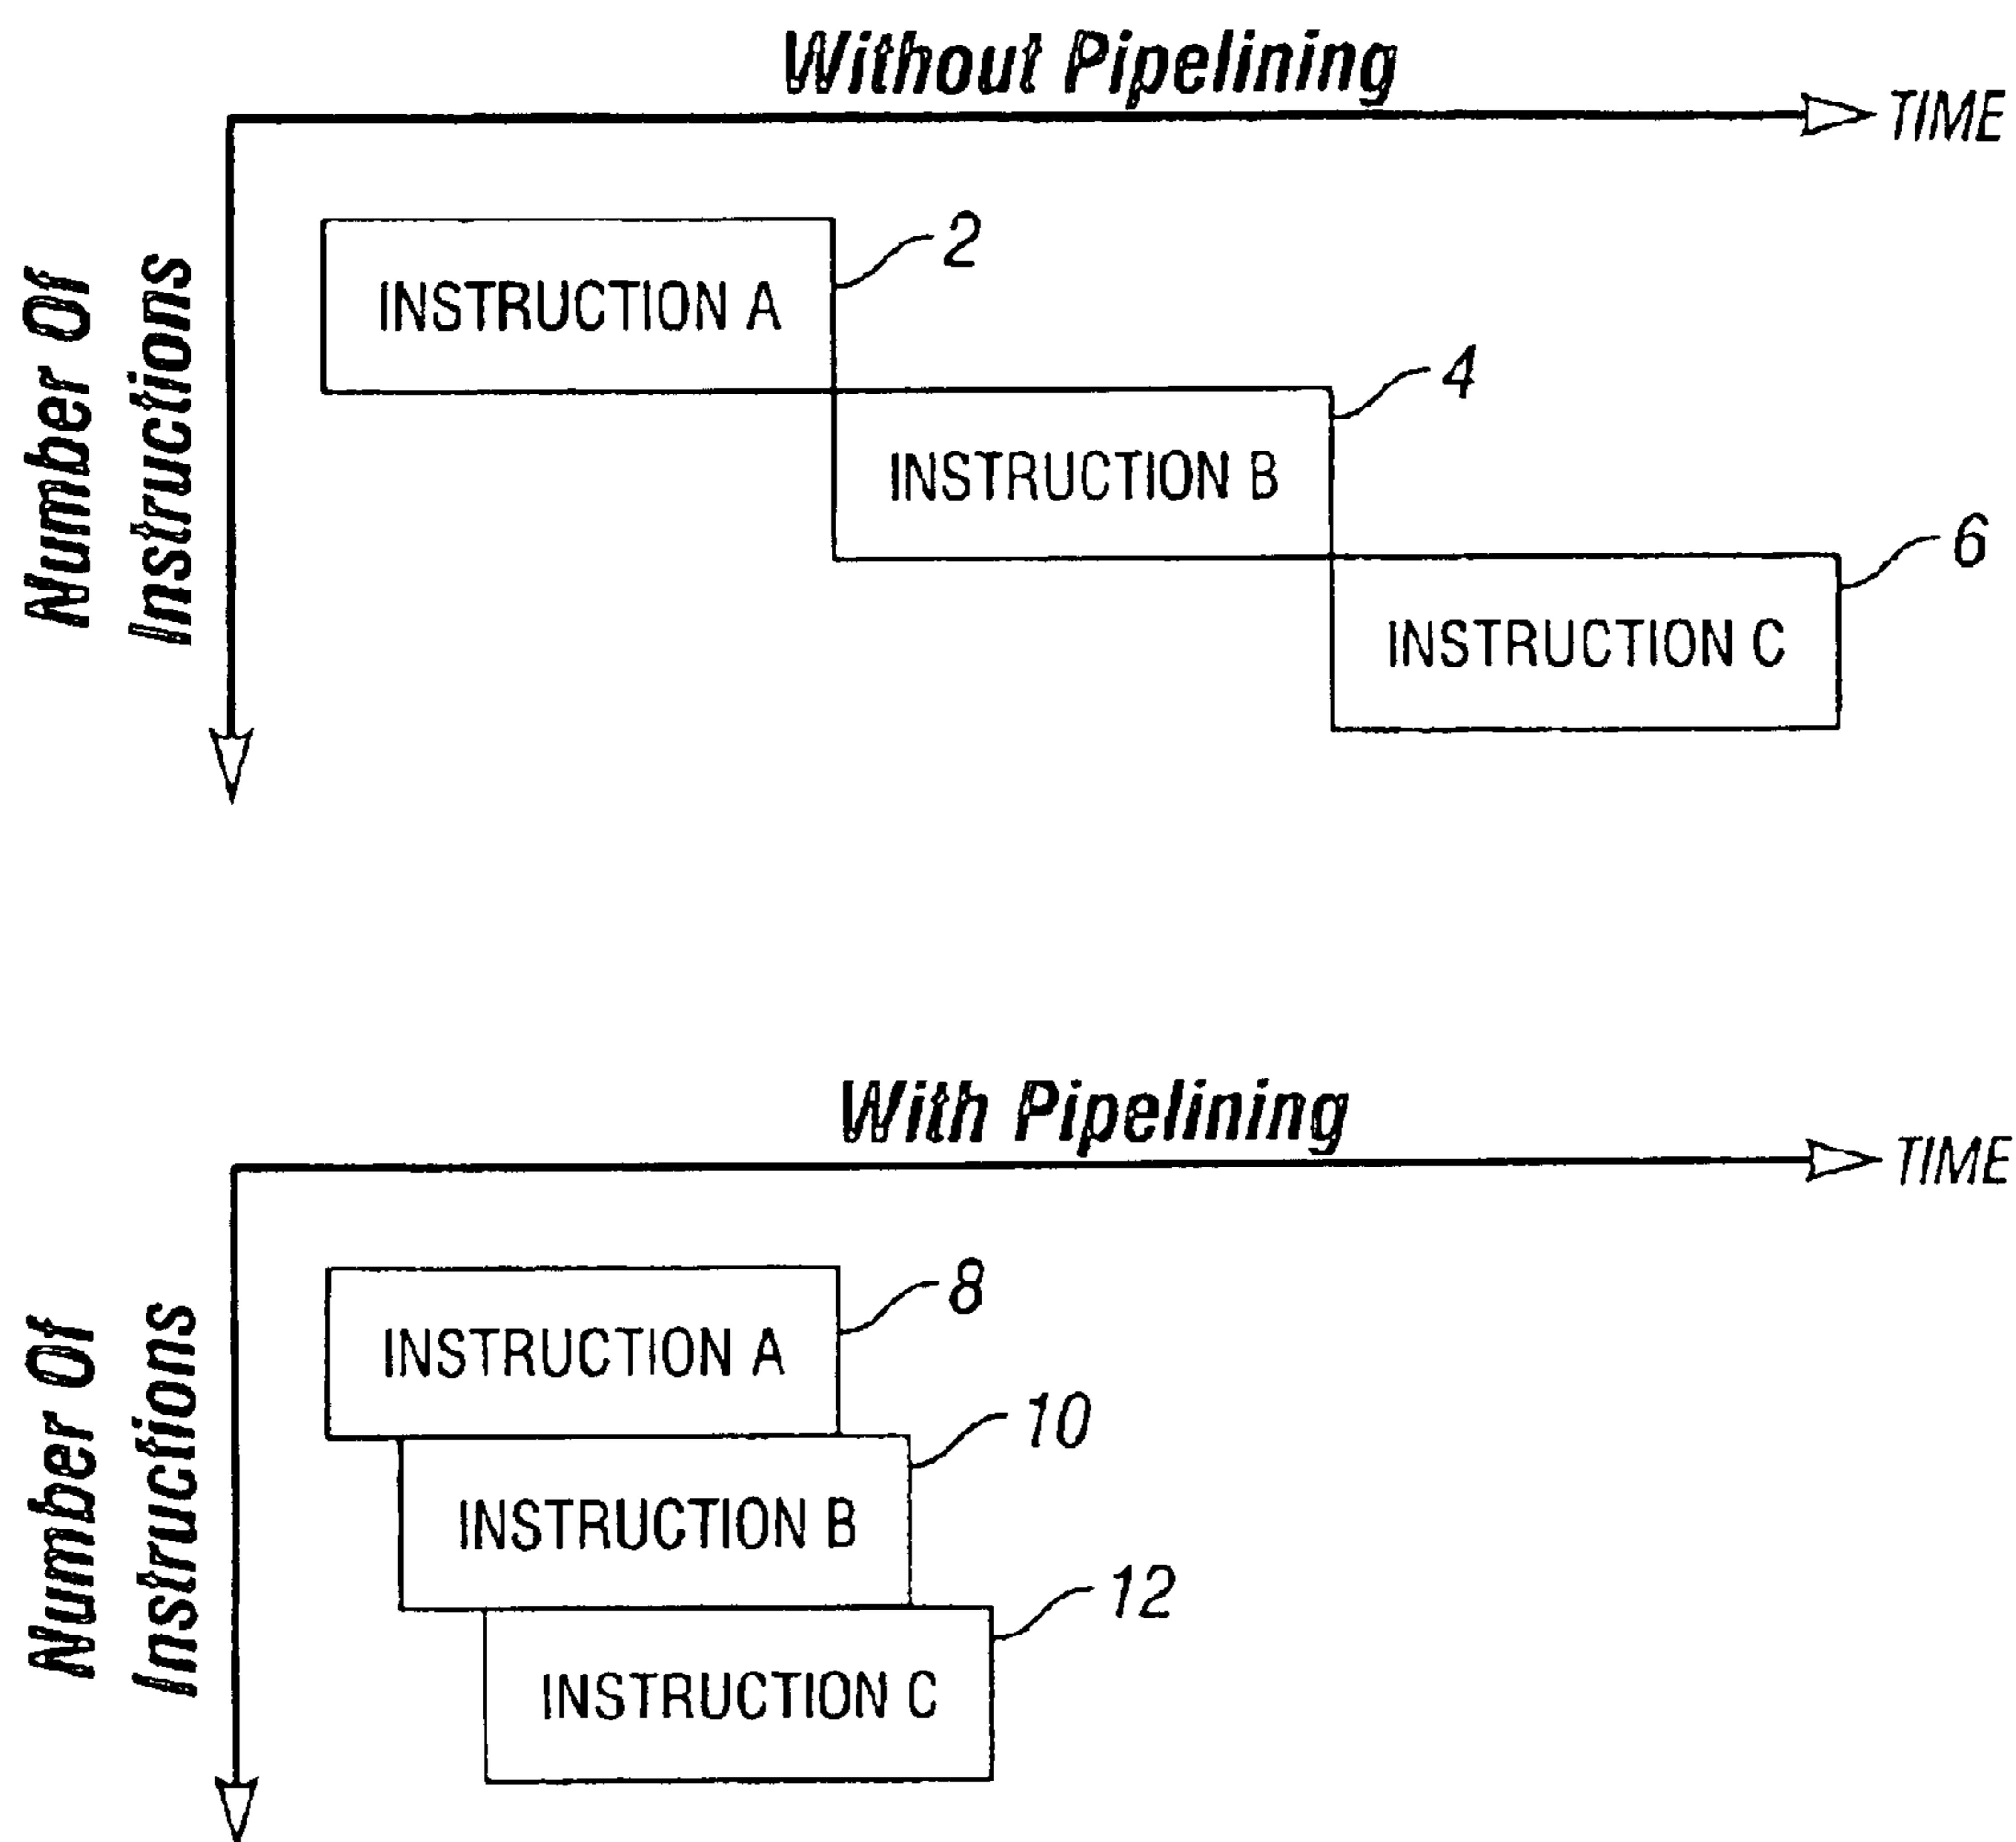 Without Pipelining
TIME
Number Of
Instructions
INSTRUCTION A
2
INSTRUCTION B
4
INSTRUCTION C
6
With Pipelining
TIME
Number Of
Instructions
INSTRUCTION A
8
INSTRUCTION B
10
INSTRUCTION C
12